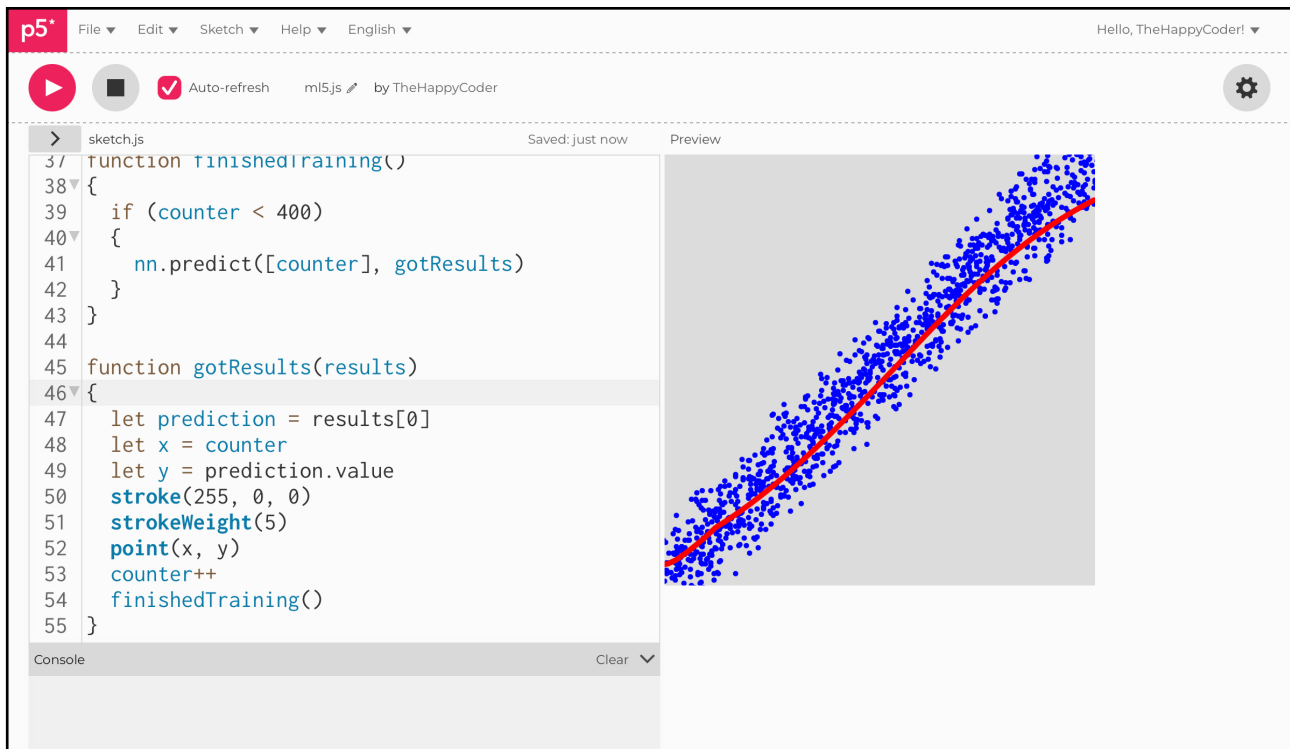 p5* File Edit Sketch Help English Hello, TheHappyCoder!
Auto-refresh ml5.js by TheHappyCoder
sketch.js Saved: just now Preview
37 function finishedTraining()
38 {
39 if (counter < 400)
40 {
41 nn.predict([counter], gotResults)
42 }
43 }
44
45 function gotResults(results)
46 {
47 let prediction = results[0]
48 let x = counter
49 let y = prediction.value
50 stroke(255, 0, 0)
51 strokeWeight(5)
52 point(x, y)
53 counter++
54 finishedTraining()
55 }
Console Clear